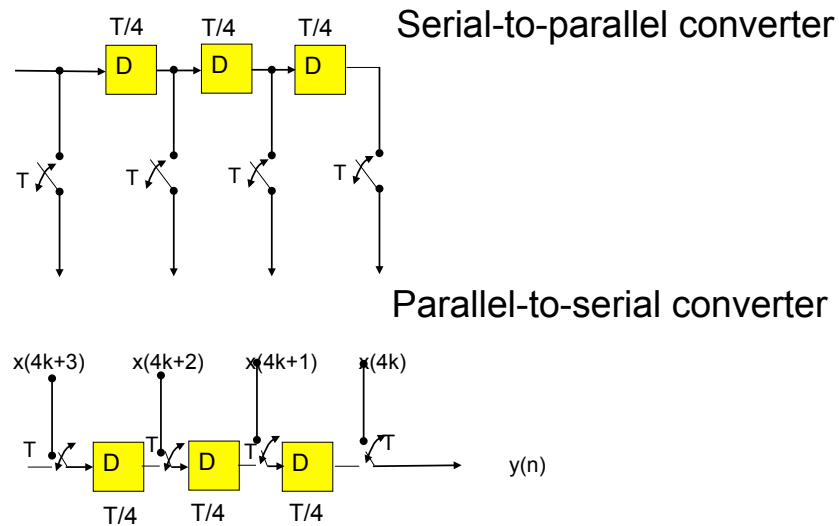 Serial-to-parallel converter
T/4 T/4 T/4
D D D
T T T T
Parallel-to-serial converter
x(4k+3) x(4k+2) x(4k+1) x(4k)
T T T T
D D D
y(n)
T/4 T/4 T/4